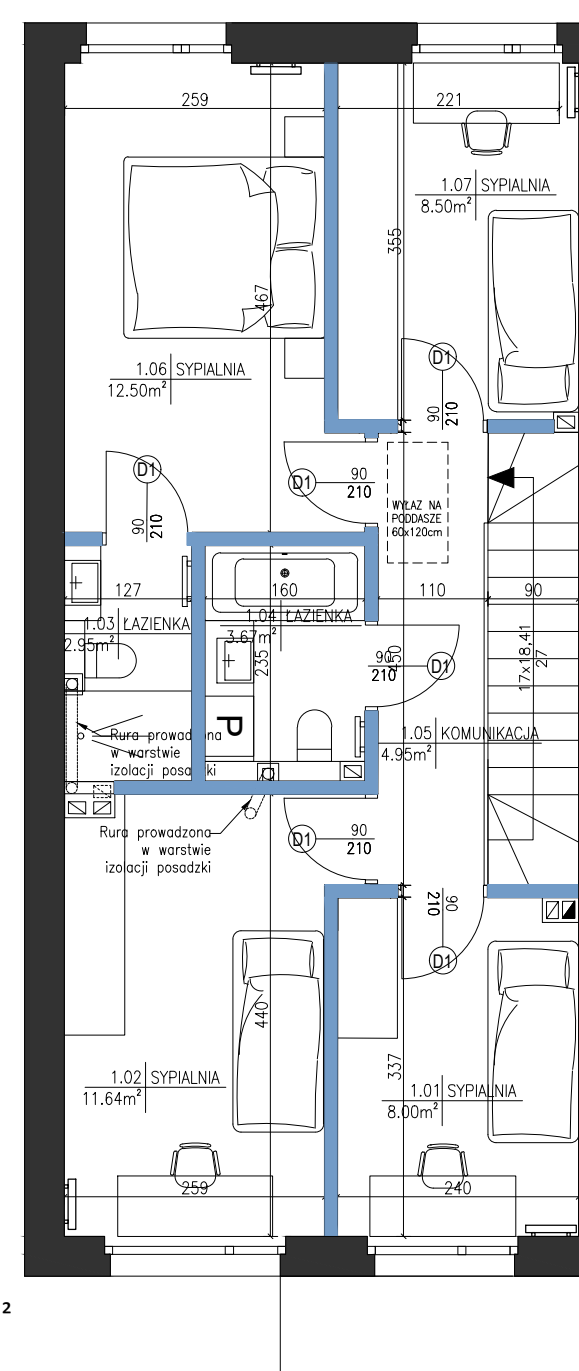 259
221
1.07 SYPIALNIA
8.50m²
355
467
1.06 SYPIALNIA
12.50m²
D1
90
210
D1
90
210
D1
90
210
WYŁAZ NA
PODDASZE
60x120cm
127
160
110
90
1.03 ŁAZIENKA
2.95m²
1.04 ŁAZIENKA
3.67m²
235
D1
90
210
450
17x18,41
27
P
1.05 KOMUNIKACJA
4.95m²
Rura prowadzona
w warstwie
izolacji posadzki
Rura prowadzona
w warstwie
izolacji posadzki
D1
90
210
D1
90
210
440
337
1.02 SYPIALNIA
11.64m²
1.01 SYPIALNIA
8.00m²
259
240
2